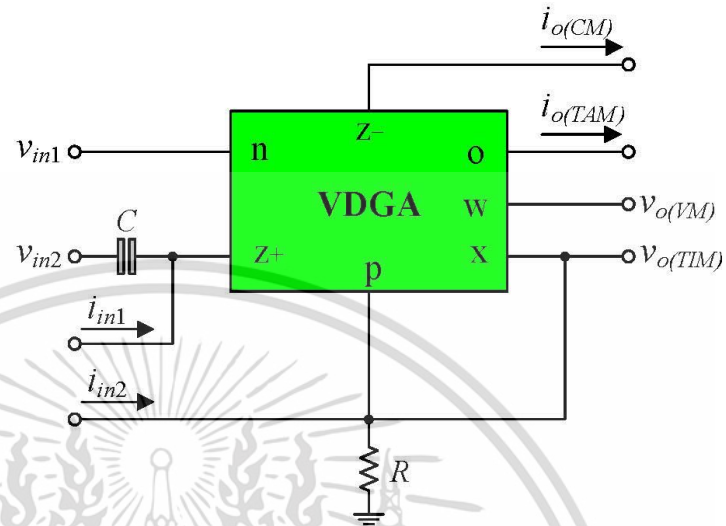 i_o(CM)
i_o(TAM)
z−
v_in1
n
o
VDGA
w
v_o(VM)
C
v_in2
z+
x
v_o(TIM)
p
i_in1
i_in2
R